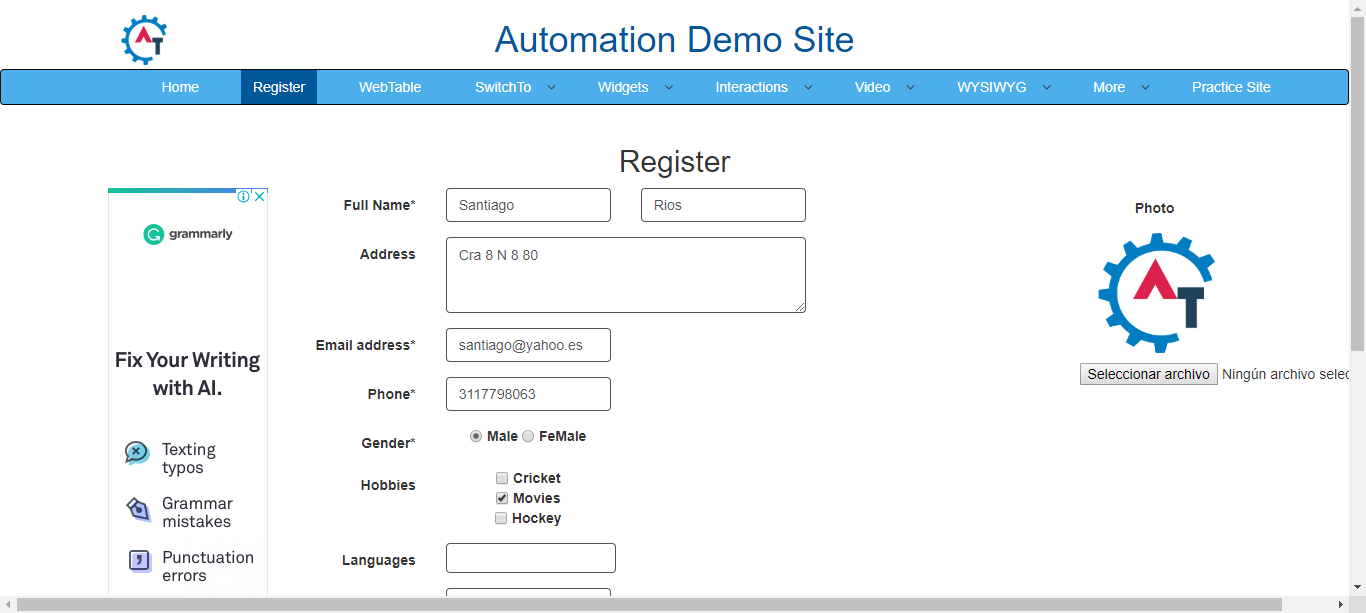 AT
Automation Demo Site
Home Register WebTable SwitchTo Widgets Interactions Video WYSIWYG More Practice Site
Register
grammarly
Fix Your Writing
with AI.
Texting
typos
Grammar
mistakes
Punctuation
errors
Full Name* Santiago Rios
Address Cra 8 N 8 80
Email address* santiago@yahoo.es
Phone* 3117798063
Gender* Male FeMale
Hobbies Cricket
Movies
Hockey
Languages
Photo
AT
Seleccionar archivo Ningún archivo selec